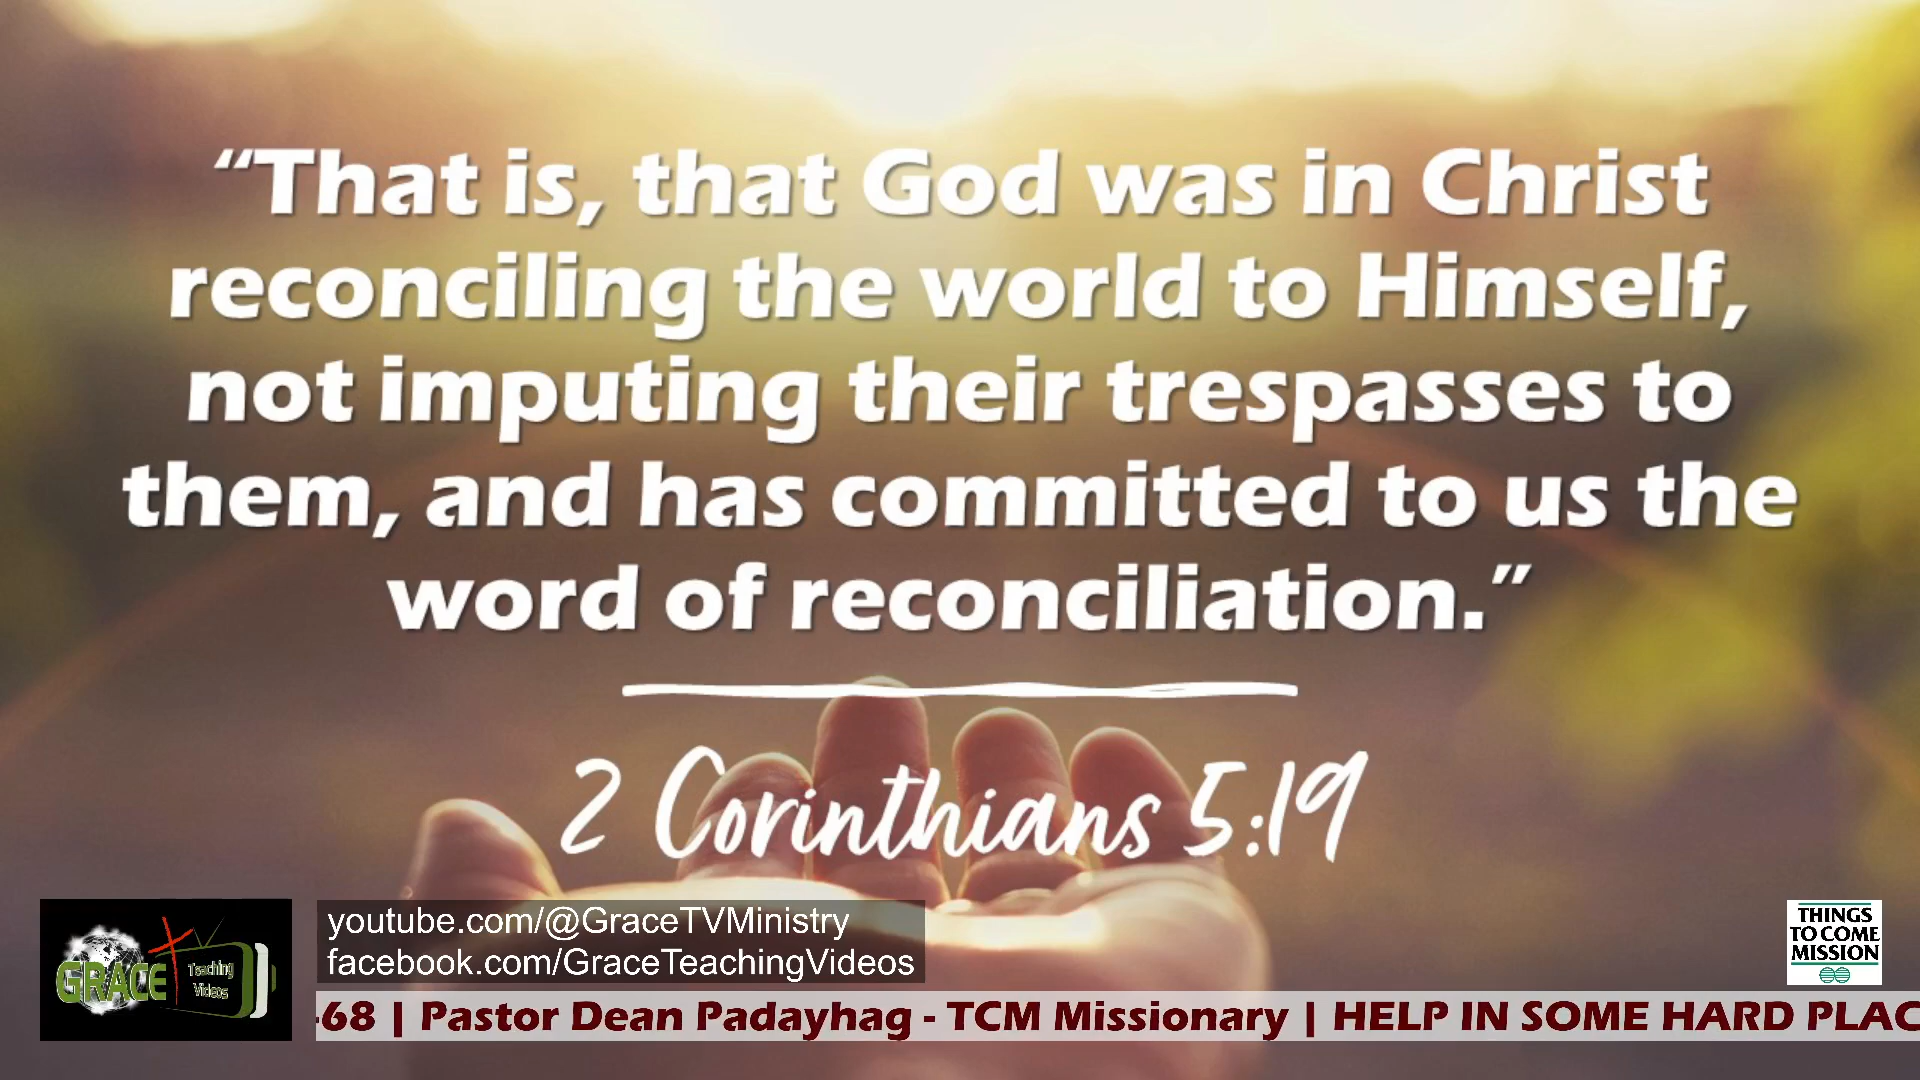 “That is, that God was in Christ
reconciling the world to Himself,
not imputing their trespasses to
them, and has committed to us the
word of reconciliation.”
2 Corinthians 5:19
GRACE
Teaching
Videos
youtube.com/@GraceTVMinistry
facebook.com/GraceTeachingVideos
THINGS
TO COME
MISSION
-68 | Pastor Dean Padayhag - TCM Missionary | HELP IN SOME HARD PLAC